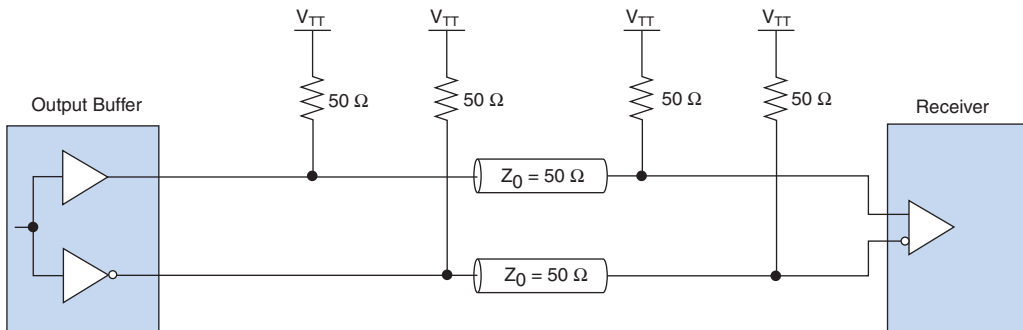 V_TT V_TT V_TT V_TT
50 Ω 50 Ω 50 Ω 50 Ω
Output Buffer
Receiver
Z_0 = 50 Ω
Z_0 = 50 Ω